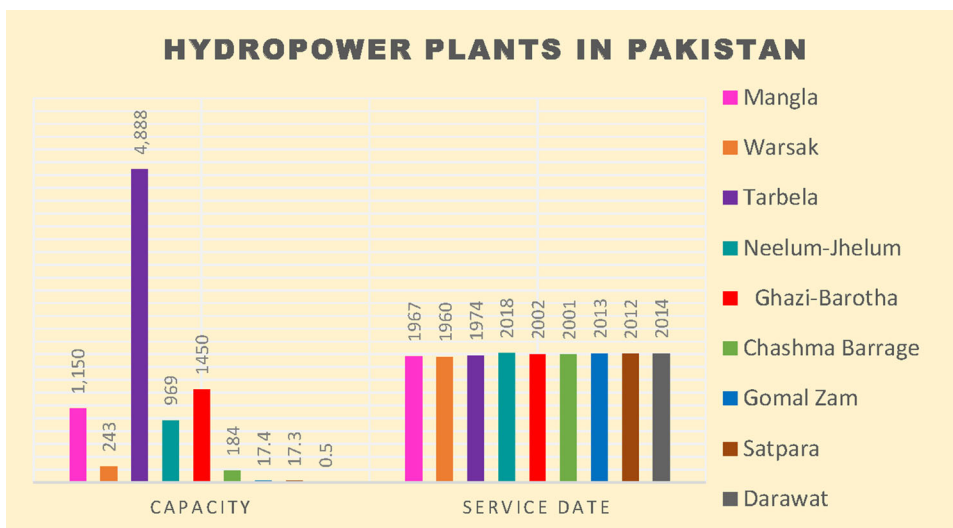 HYDROPOWER PLANTS IN PAKISTAN
1,150
243
4,888
969
1450
184
17.4
17.3
0.5
1967
1960
1974
2018
2002
2001
2013
2012
2014
CAPACITY
SERVICE DATE
Mangla
Warsak
Tarbela
Neelum-Jhelum
Ghazi-Barotha
Chashma Barrage
Gomal Zam
Satpara
Darawat